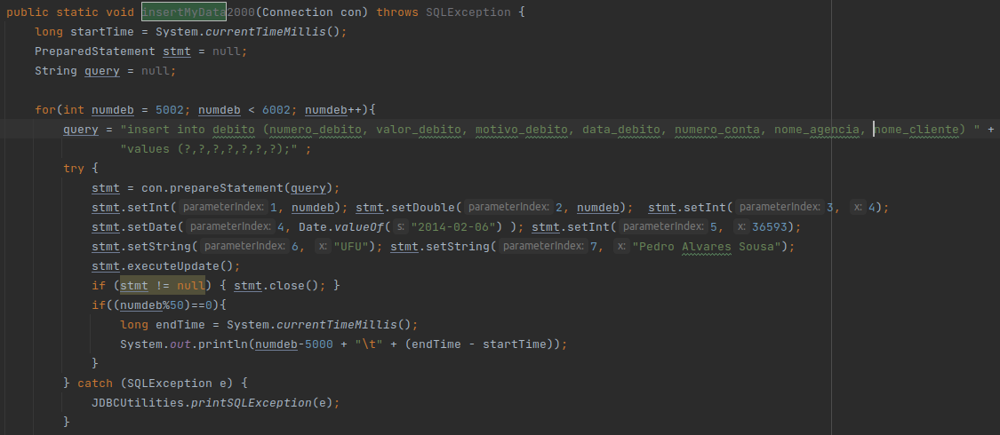 public static void insertMyData2000(Connection con) throws SQLException {
long startTime = System.currentTimeMillis();
PreparedStatement stmt = null;
String query = null;
for(int numdeb = 5002; numdeb < 6002; numdeb++){
query = "insert into debito (numero_debito, valor_debito, motivo_debito, data_debito, numero_conta, nome_agencia, nome_cliente) " +
"values (?,?,?,?,?,?,?);" ;
try {
stmt = con.prepareStatement(query);
stmt.setInt( parameterIndex: 1, numdeb); stmt.setDouble( parameterIndex: 2, numdeb);  stmt.setInt( parameterIndex: 3, x: 4);
stmt.setDate( parameterIndex: 4, Date.valueOf( s: "2014-02-06") ); stmt.setInt( parameterIndex: 5, x: 36593);
stmt.setString( parameterIndex: 6, x: "UFU"); stmt.setString( parameterIndex: 7, x: "Pedro Alvares Sousa");
stmt.executeUpdate();
if (stmt != null) { stmt.close(); }
if((numdeb%50)==0){
long endTime = System.currentTimeMillis();
System.out.println(numdeb-5000 + "\t" + (endTime - startTime));
}
} catch (SQLException e) {
JDBCUtilities.printSQLException(e);
}